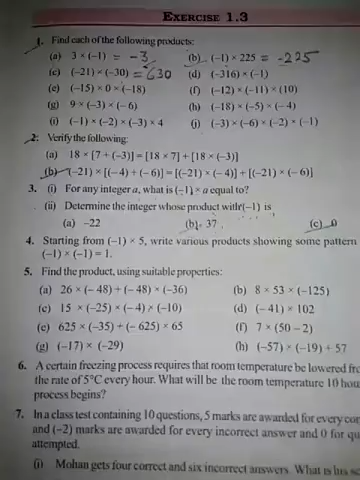 EXERCISE 1.3
1. Find each of the following products:
(a) 3 × (−1) = −3 (b) (−1) × 225 = −225
(c) (−21) × (−30) = 630 (d) (−316) × (−1)
(e) (−15) × 0 × (−18) (f) (−12) × (−11) × (10)
(g) 9 × (−3) × (−6) (h) (−18) × (−5) × (−4)
(i) (−1) × (−2) × (−3) × 4 (j) (−3) × (−6) × (−2) × (−1)
2. Verify the following:
(a) 18 × [7 + (−3)] = [18 × 7] + [18 × (−3)]
(b) (−21) × [(−4) + (−6)] = [(−21) × (−4)] + [(−21) × (−6)]
3. (i) For any integer a, what is (−1) × a equal to?
(ii) Determine the integer whose product with (−1) is
(a) −22 (b) 37 (c) 0
4. Starting from (−1) × 5, write various products showing some pattern
(−1) × (−1) = 1.
5. Find the product, using suitable properties:
(a) 26 × (−48) + (−48) × (−36) (b) 8 × 53 × (−125)
(c) 15 × (−25) × (−4) × (−10) (d) (−41) × 102
(e) 625 × (−35) + (−625) × 65 (f) 7 × (50 − 2)
(g) (−17) × (−29) (h) (−57) × (−19) + 57
6. A certain freezing process requires that room temperature be lowered fro
the rate of 5°C every hour. What will be the room temperature 10 hou
process begins?
7. In a class test containing 10 questions, 5 marks are awarded for every cor
and (−2) marks are awarded for every incorrect answer and 0 for qu
attempted.
(i) Mohan gets four correct and six incorrect answers. What is his sc